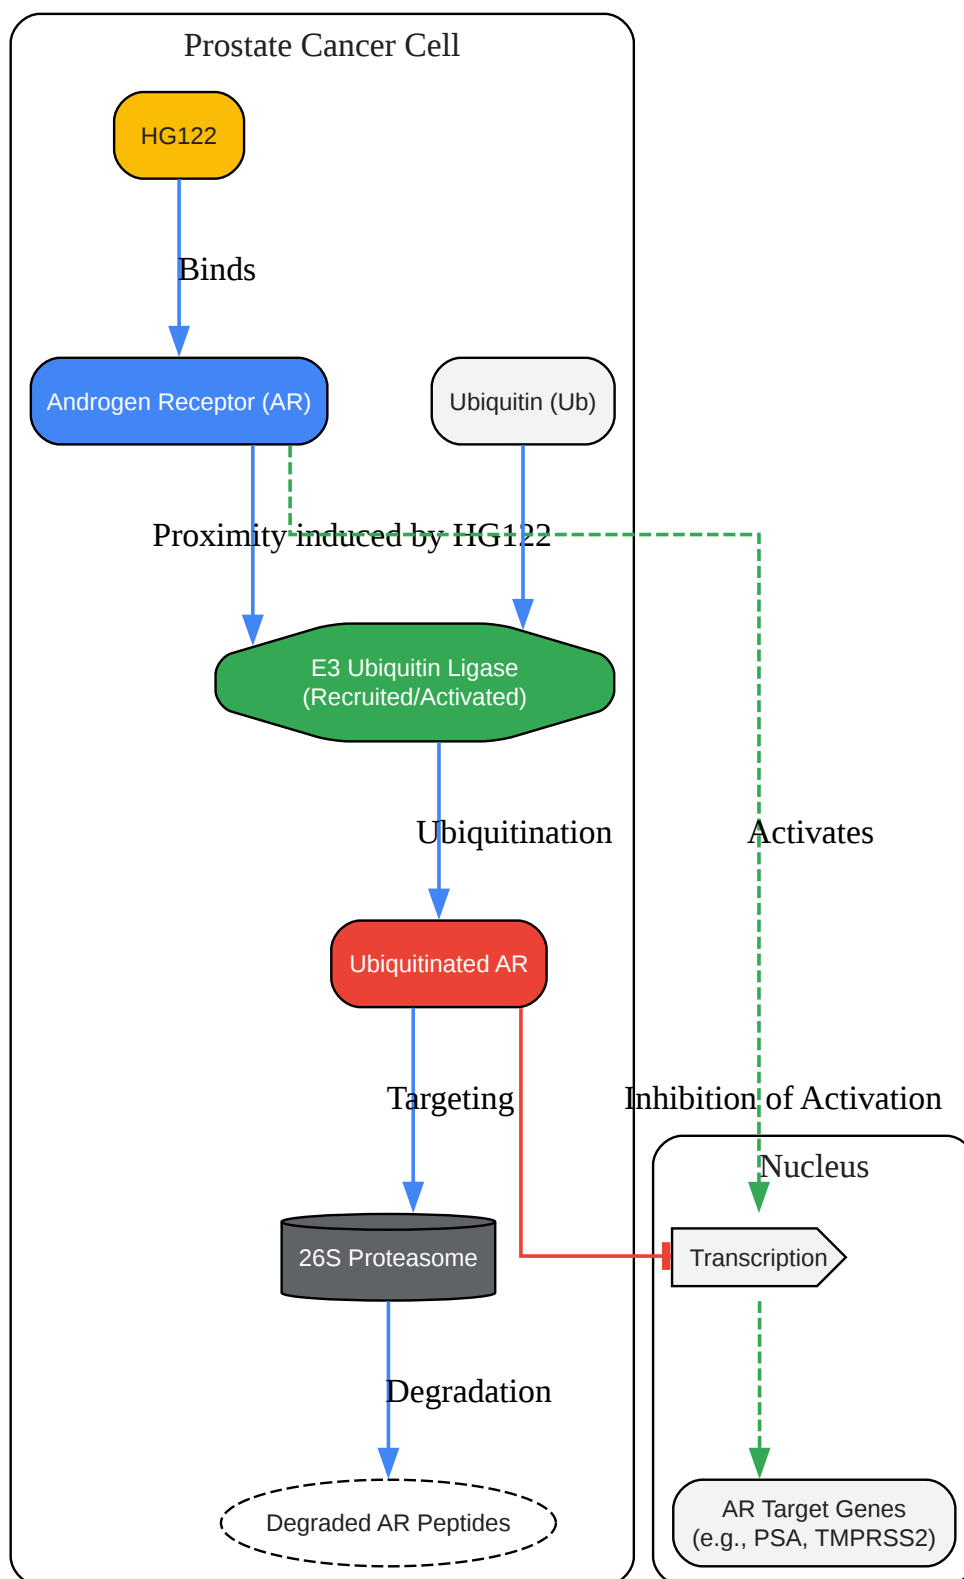 Prostate Cancer Cell
HG122
Binds
Androgen Receptor (AR)
Ubiquitin (Ub)
Proximity induced by HG122
E3 Ubiquitin Ligase
(Recruited/Activated)
Ubiquitination
Activates
Ubiquitinated AR
Targeting
Inhibition of Activation
Nucleus
26S Proteasome
Transcription
Degradation
Degraded AR Peptides
AR Target Genes
(e.g., PSA, TMPRSS2)